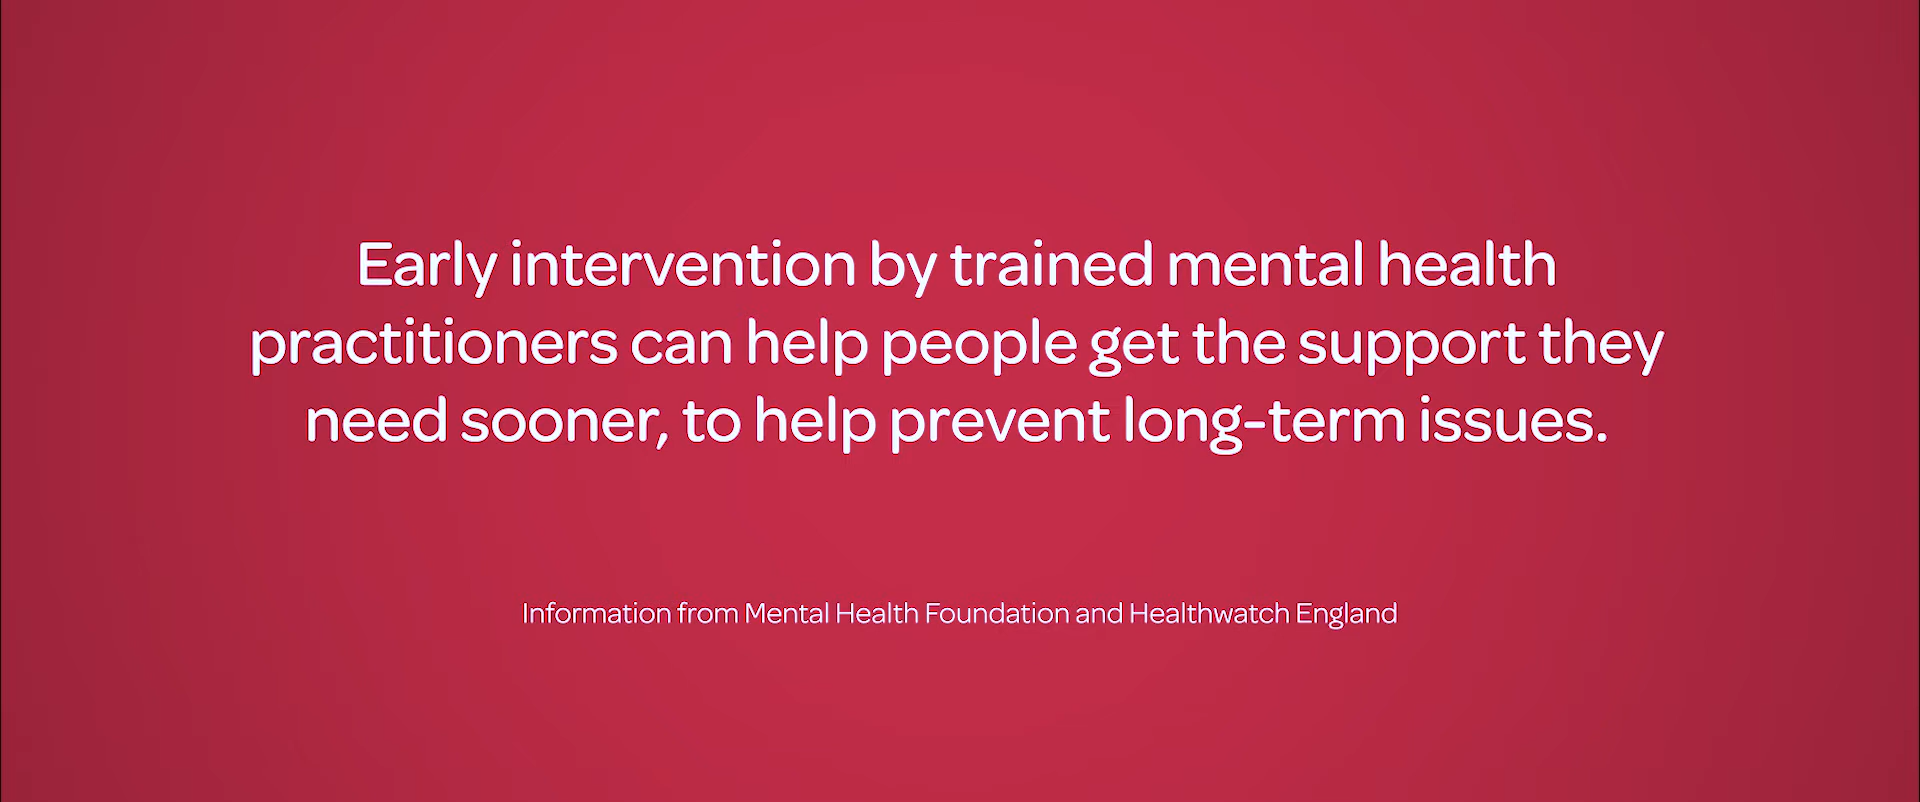 Early intervention by trained mental health
practitioners can help people get the support they
need sooner, to help prevent long-term issues.
Information from Mental Health Foundation and Healthwatch England